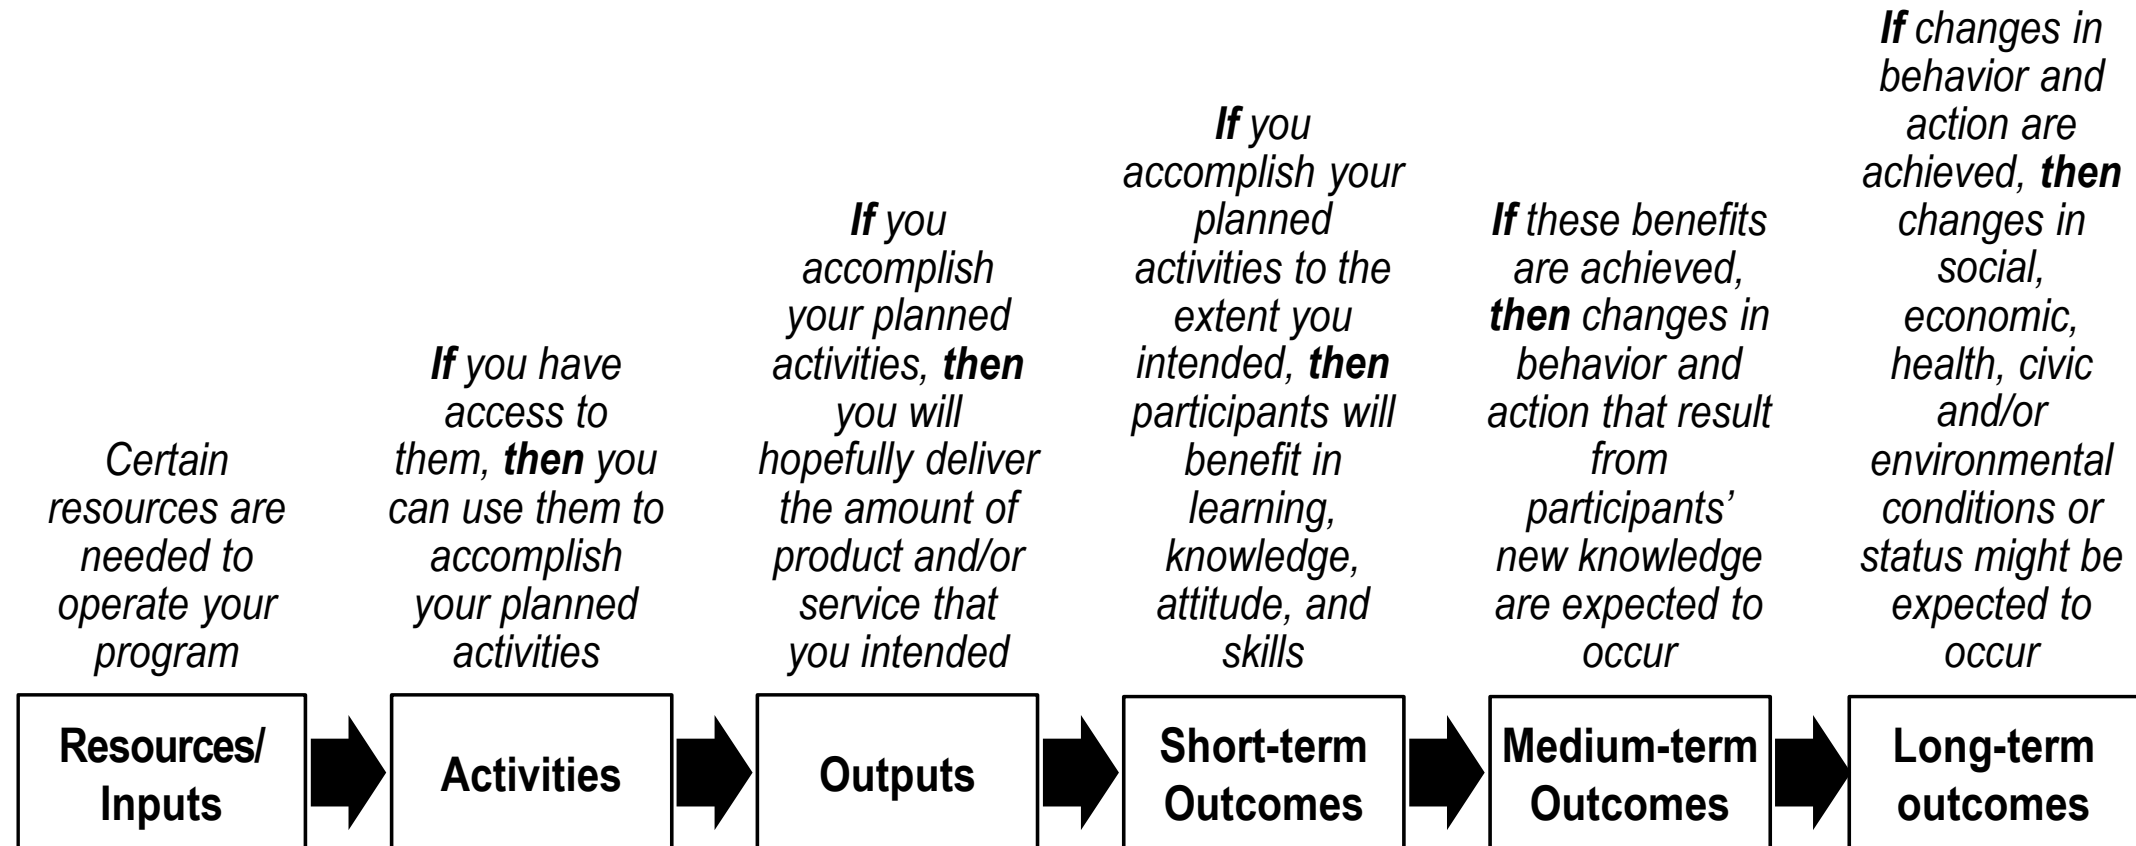 Certain
resources are
needed to
operate your
program
Resources/
Inputs
If you have
access to
them, then you
can use them to
accomplish
your planned
activities
Activities
If you
accomplish
your planned
activities, then
you will
hopefully deliver
the amount of
product and/or
service that
you intended
Outputs
If you
accomplish your
planned
activities to the
extent you
intended, then
participants will
benefit in
learning,
knowledge,
attitude, and
skills
Short-term
Outcomes
If these benefits
are achieved,
then changes in
behavior and
action that result
from
participants’
new knowledge
are expected to
occur
Medium-term
Outcomes
If changes in
behavior and
action are
achieved, then
changes in
social,
economic,
health, civic
and/or
environmental
conditions or
status might be
expected to
occur
Long-term
outcomes